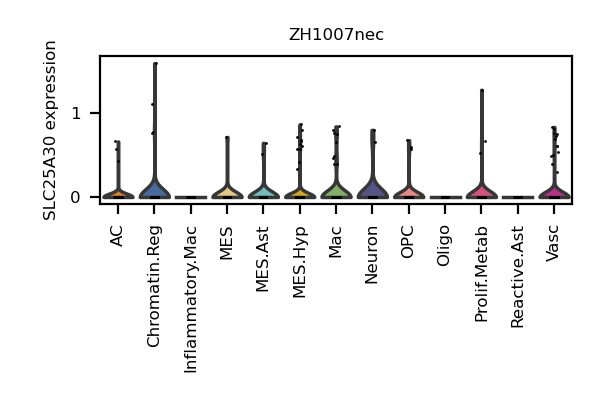 ZH1007nec
SLC25A30 expression
1
0
AC
Chromatin.Reg
Inflammatory.Mac
MES
MES.Ast
MES.Hyp
Mac
Neuron
OPC
Oligo
Prolif.Metab
Reactive.Ast
Vasc